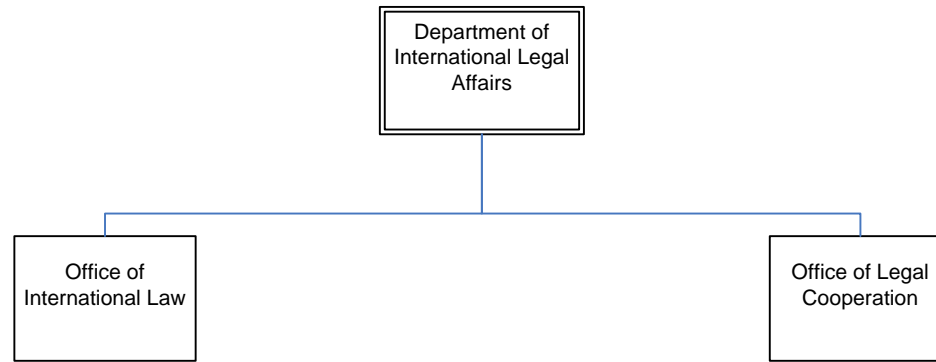 Department of
International Legal
Affairs
Office of
International Law
Office of Legal
Cooperation